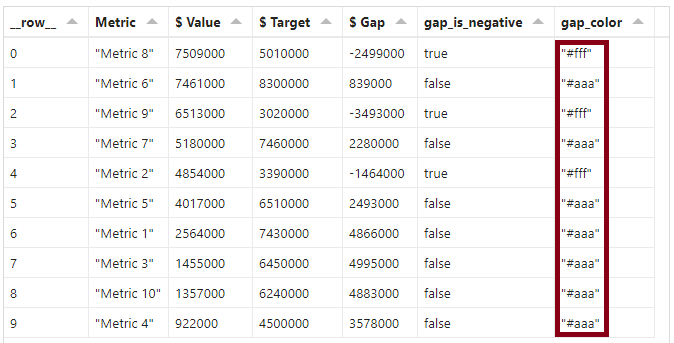 __row__ Metric $ Value $ Target $ Gap gap_is_negative gap_color
0 "Metric 8" 7509000 5010000 -2499000 true "#fff"
1 "Metric 6" 7461000 8300000 839000 false "#aaa"
2 "Metric 9" 6513000 3020000 -3493000 true "#fff"
3 "Metric 7" 5180000 7460000 2280000 false "#aaa"
4 "Metric 2" 4854000 3390000 -1464000 true "#fff"
5 "Metric 5" 4017000 6510000 2493000 false "#aaa"
6 "Metric 1" 2564000 7430000 4866000 false "#aaa"
7 "Metric 3" 1455000 6450000 4995000 false "#aaa"
8 "Metric 10" 1357000 6240000 4883000 false "#aaa"
9 "Metric 4" 922000 4500000 3578000 false "#aaa"